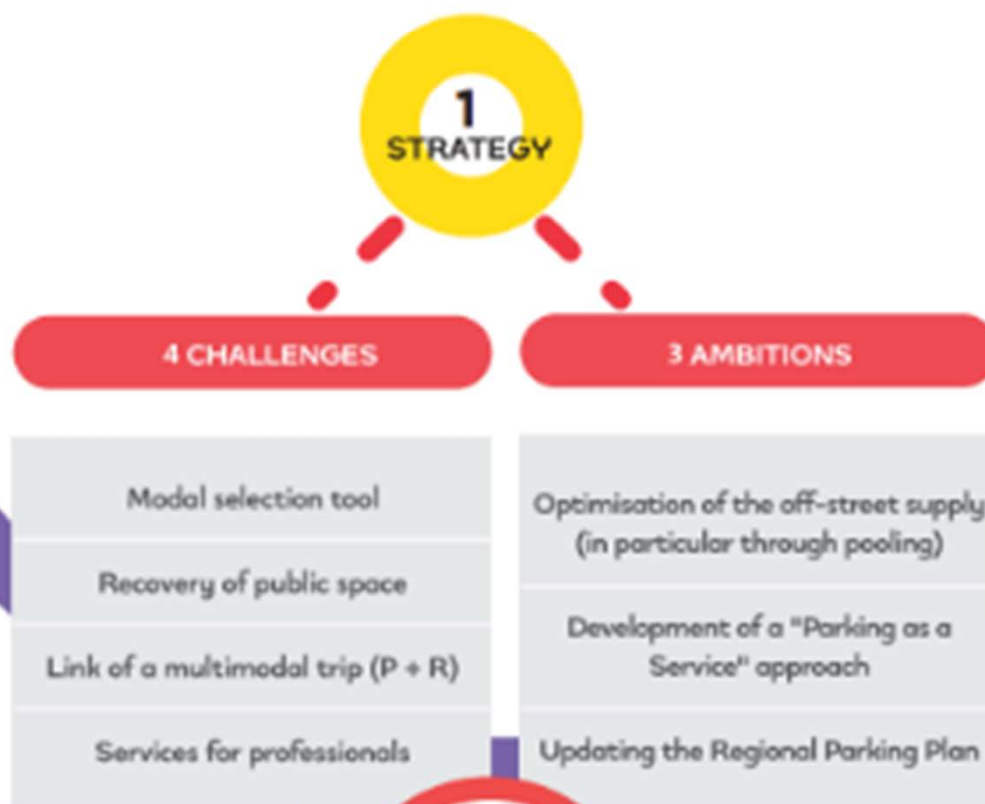 1
STRATEGY
4 CHALLENGES
Modal selection tool
Recovery of public space
Link of a multimodal trip (P + R)
Services for professionals
3 AMBITIONS
Optimisation of the off-street supply
(in particular through pooling)
Development of a "Parking as a
Service" approach
Updating the Regional Parking Plan